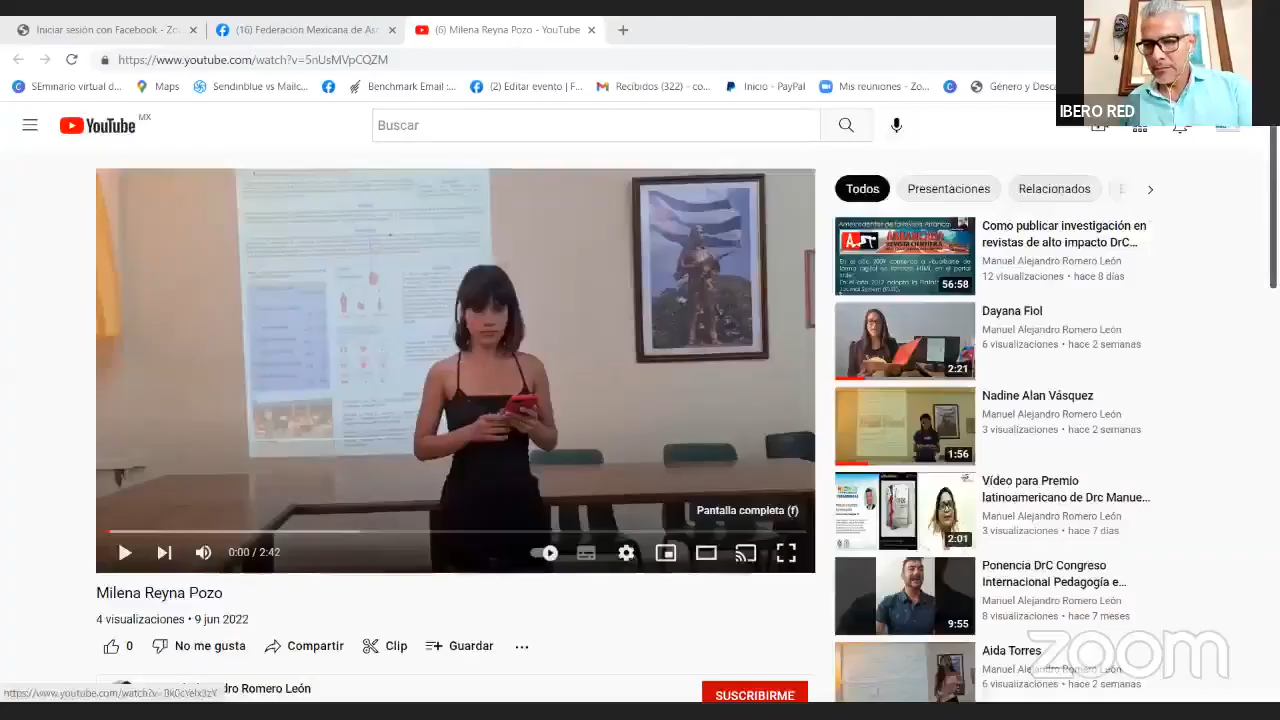 Iniciar sesión con Facebook - Zo
(16) Federación Mexicana de As
(6) Milena Reyna Pozo - YouTube
https://www.youtube.com/watch?v=5nUsMVpCQZM
Seminario virtual d...
Maps
Sendinblue vs Mailc...
Benchmark Email :...
(2) Editar evento | F...
Recibidos (322) - co...
Inicio - PayPal
Mis reuniones - Zo...
Género y Desc
IBERO RED
YouTube MX
Buscar
Todos
Presentaciones
Relacionados
Pantalla completa (f)
0:00 / 2:42
Milena Reyna Pozo
4 visualizaciones • 9 jun 2022
0
No me gusta
Compartir
Clip
Guardar
dro Romero León
SUSCRIBIRME
REVISTA CIENTIFICA
56:58
Como publicar investigación en
revistas de alto impacto DrC...
Manuel Alejandro Romero León
12 visualizaciones • hace 8 días
2:21
Dayana Fiol
Manuel Alejandro Romero León
6 visualizaciones • hace 2 semanas
1:56
Nadine Alan Vásquez
Manuel Alejandro Romero León
3 visualizaciones • hace 2 semanas
2:01
Vídeo para Premio
latinoamericano de Drc Manue...
Manuel Alejandro Romero León
3 visualizaciones • hace 7 días
9:55
Ponencia DrC Congreso
Internacional Pedagogía e...
Manuel Alejandro Romero León
8 visualizaciones • hace 7 meses
Aida Torres
Manuel Alejandro Romero León
6 visualizaciones • hace 2 semanas
zoom